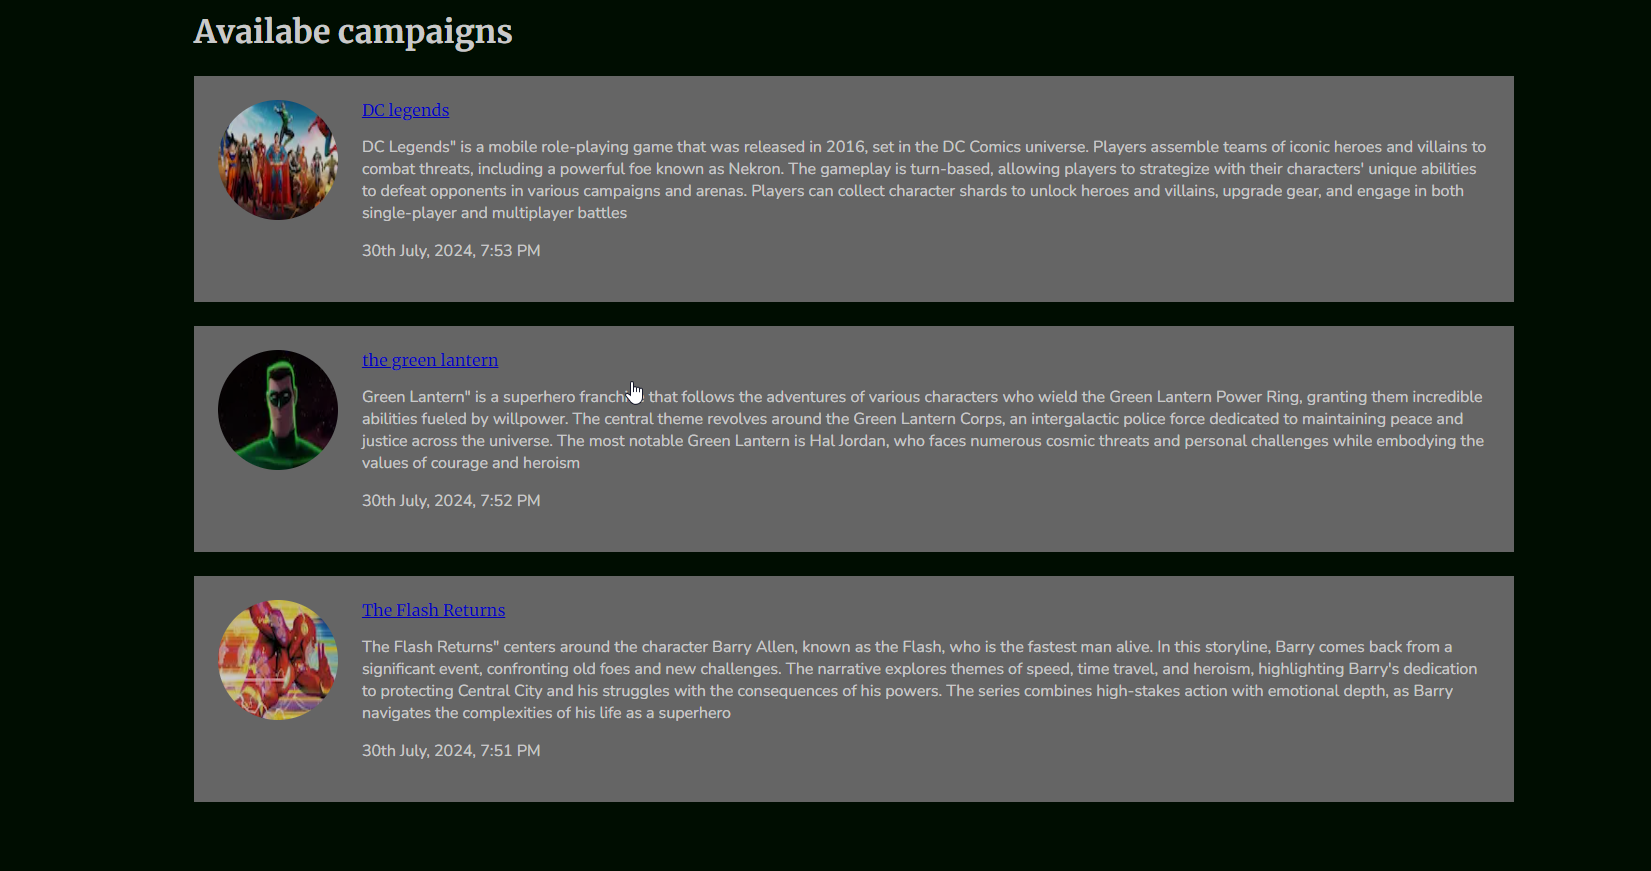 Availabe campaigns
DC legends
DC Legends" is a mobile role-playing game that was released in 2016, set in the DC Comics universe. Players assemble teams of iconic heroes and villains to
combat threats, including a powerful foe known as Nekron. The gameplay is turn-based, allowing players to strategize with their characters' unique abilities
to defeat opponents in various campaigns and arenas. Players can collect character shards to unlock heroes and villains, upgrade gear, and engage in both
single-player and multiplayer battles
30th July, 2024, 7:53 PM
the green lantern
Green Lantern" is a superhero franchise that follows the adventures of various characters who wield the Green Lantern Power Ring, granting them incredible
abilities fueled by willpower. The central theme revolves around the Green Lantern Corps, an intergalactic police force dedicated to maintaining peace and
justice across the universe. The most notable Green Lantern is Hal Jordan, who faces numerous cosmic threats and personal challenges while embodying the
values of courage and heroism
30th July, 2024, 7:52 PM
The Flash Returns
The Flash Returns" centers around the character Barry Allen, known as the Flash, who is the fastest man alive. In this storyline, Barry comes back from a
significant event, confronting old foes and new challenges. The narrative explores themes of speed, time travel, and heroism, highlighting Barry's dedication
to protecting Central City and his struggles with the consequences of his powers. The series combines high-stakes action with emotional depth, as Barry
navigates the complexities of his life as a superhero
30th July, 2024, 7:51 PM